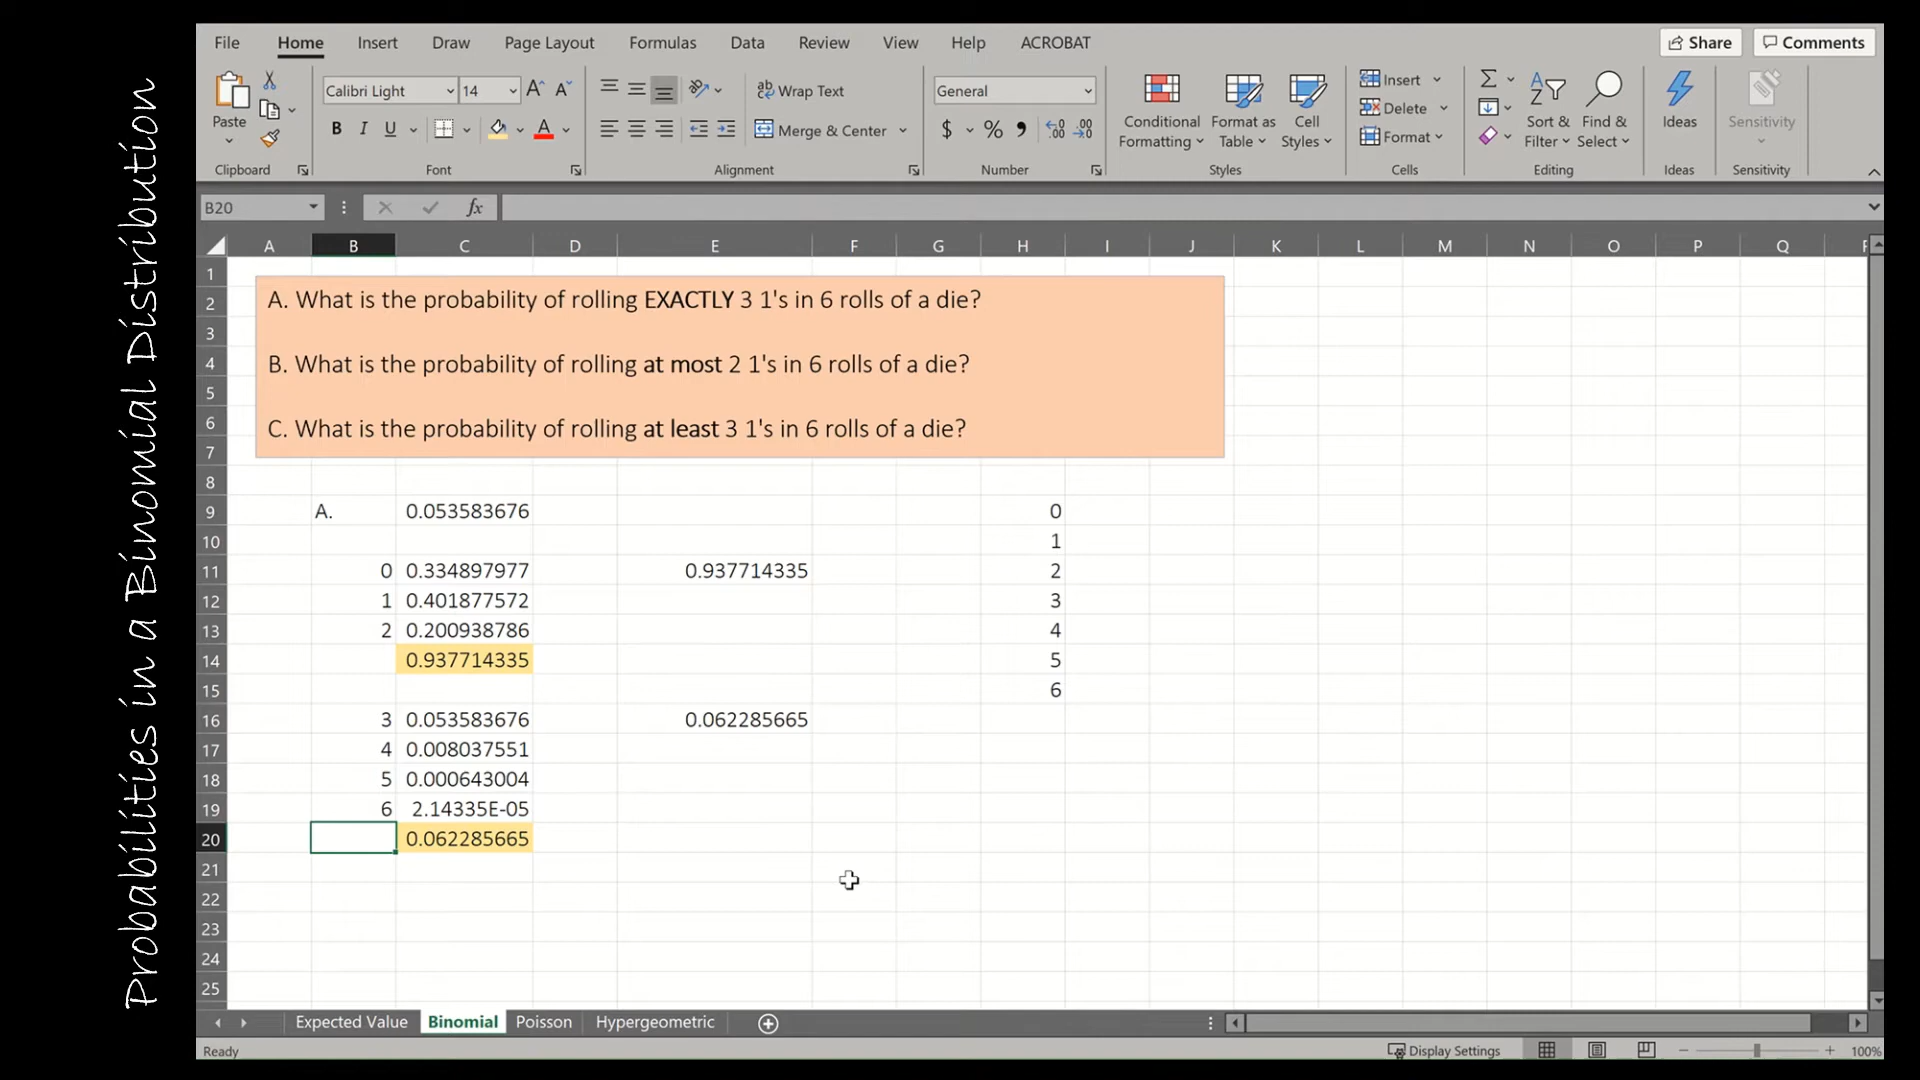 Probabilities in a Binomial Distribution
File Home Insert Draw Page Layout Formulas Data Review View Help ACROBAT Share Comments
Paste
Clipboard
Calibri Light 14
B I U A
Font
ab Wrap Text
Merge & Center
Alignment
General
$ % ,
Number
Conditional Formatting
Format as Table
Cell Styles
Styles
Insert
Delete
Format
Cells
Sort & Filter
Find & Select
Editing
Ideas
Ideas
Sensitivity
Sensitivity
B20 fx
A B C D E F G H I J K L M N O P Q
1
2 A. What is the probability of rolling EXACTLY 3 1's in 6 rolls of a die?
3
4 B. What is the probability of rolling at most 2 1's in 6 rolls of a die?
5
6 C. What is the probability of rolling at least 3 1's in 6 rolls of a die?
7
8
9 A. 0.053583676 0
10 1
11 0 0.334897977 0.937714335 2
12 1 0.401877572 3
13 2 0.200938786 4
14 0.937714335 5
15 6
16 3 0.053583676 0.062285665
17 4 0.008037551
18 5 0.000643004
19 6 2.14335E-05
20 0.062285665
21
22
23
24
25
Expected Value Binomial Poisson Hypergeometric
Ready Display Settings 100%